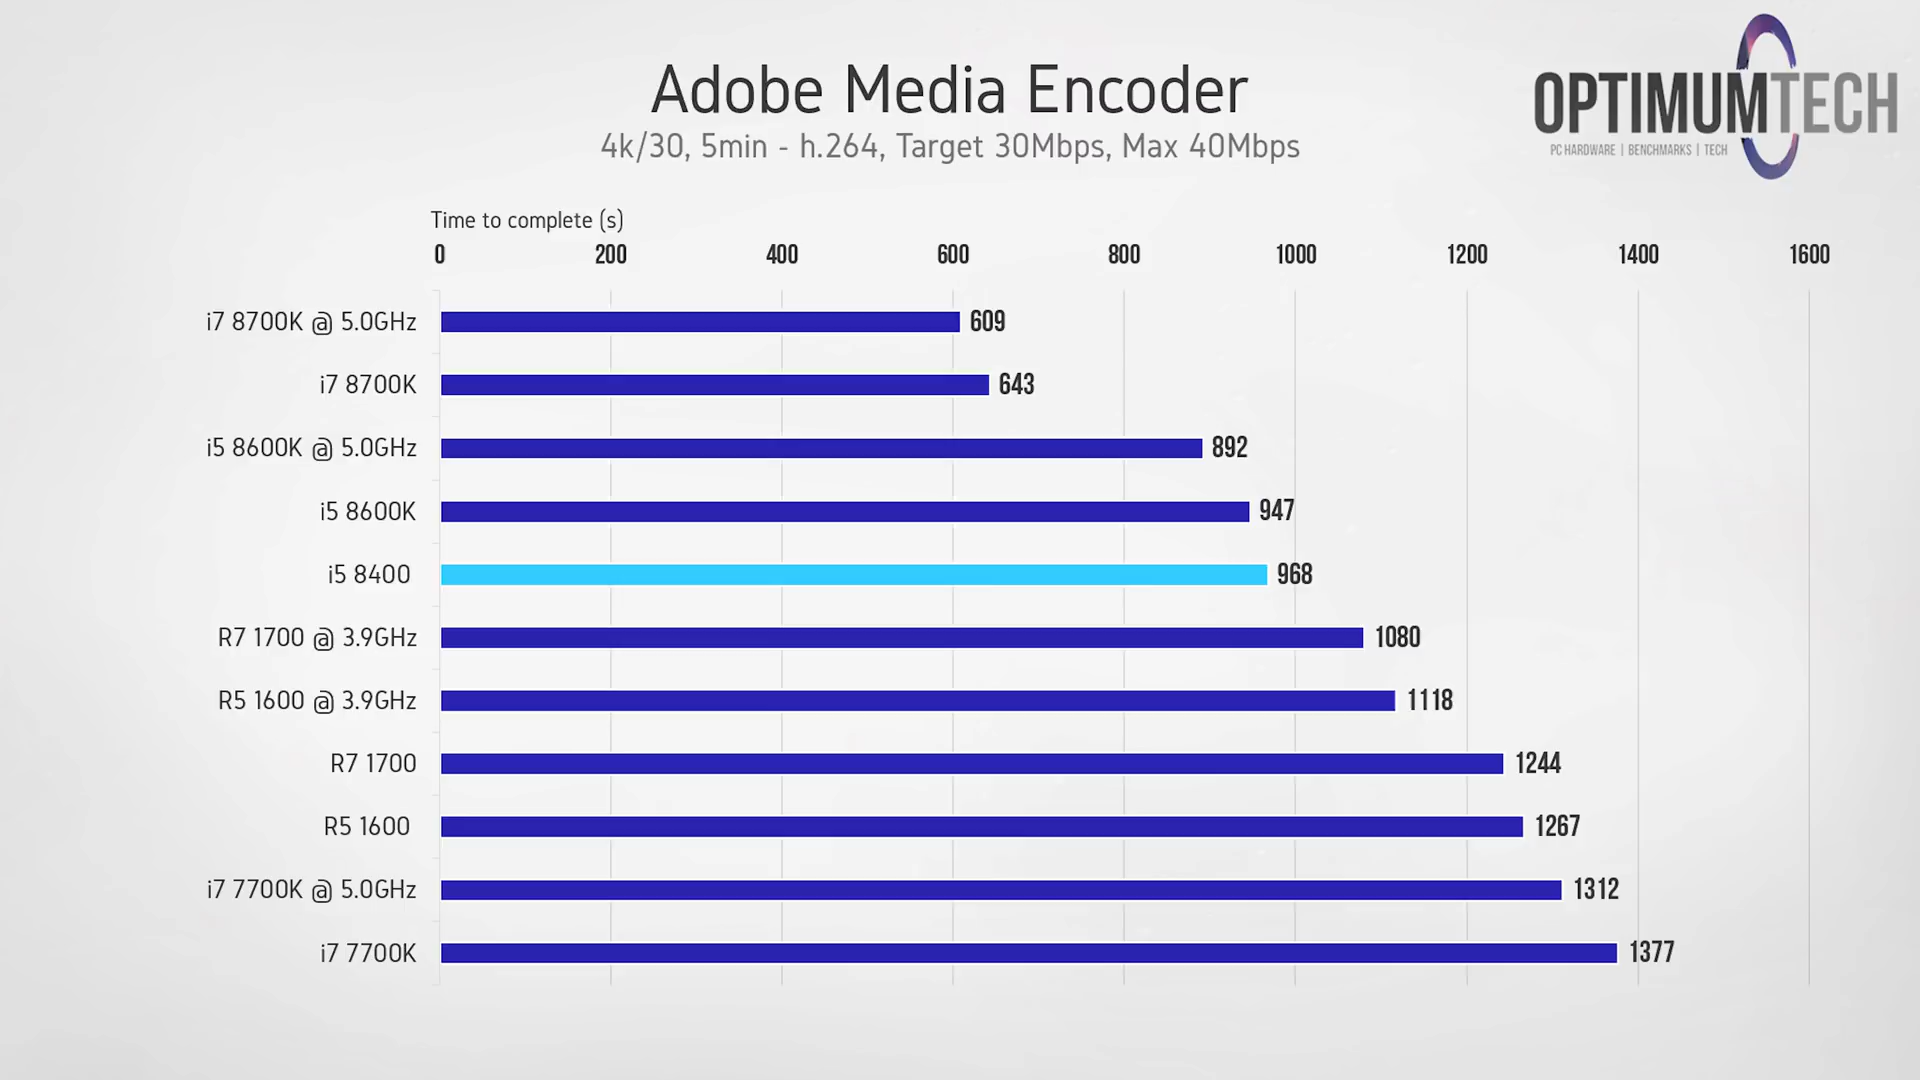 Adobe Media Encoder
4k/30, 5min - h.264, Target 30Mbps, Max 40Mbps
OPTIMUMTECH
PC HARDWARE | BENCHMARKS | TECH
Time to complete (s)
0 200 400 600 800 1000 1200 1400 1600
i7 8700K @ 5.0GHz 609
i7 8700K 643
i5 8600K @ 5.0GHz 892
i5 8600K 947
i5 8400 968
R7 1700 @ 3.9GHz 1080
R5 1600 @ 3.9GHz 1118
R7 1700 1244
R5 1600 1267
i7 7700K @ 5.0GHz 1312
i7 7700K 1377